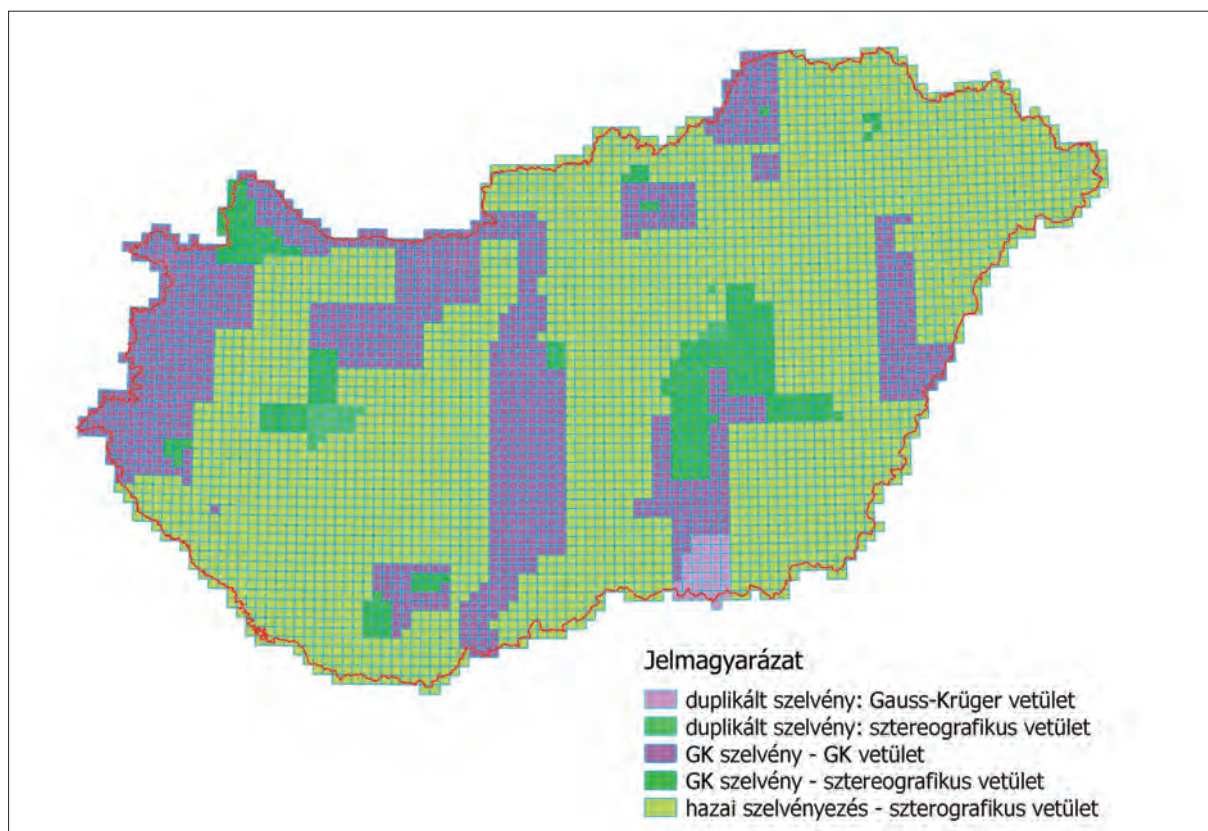 Jelmagyarázat
duplikált szelvény: Gauss-Krüger vetület
duplikált szelvény: sztereografikus vetület
GK szelvény - GK vetület
GK szelvény - sztereografikus vetület
hazai szelvényezés - szterografikus vetület